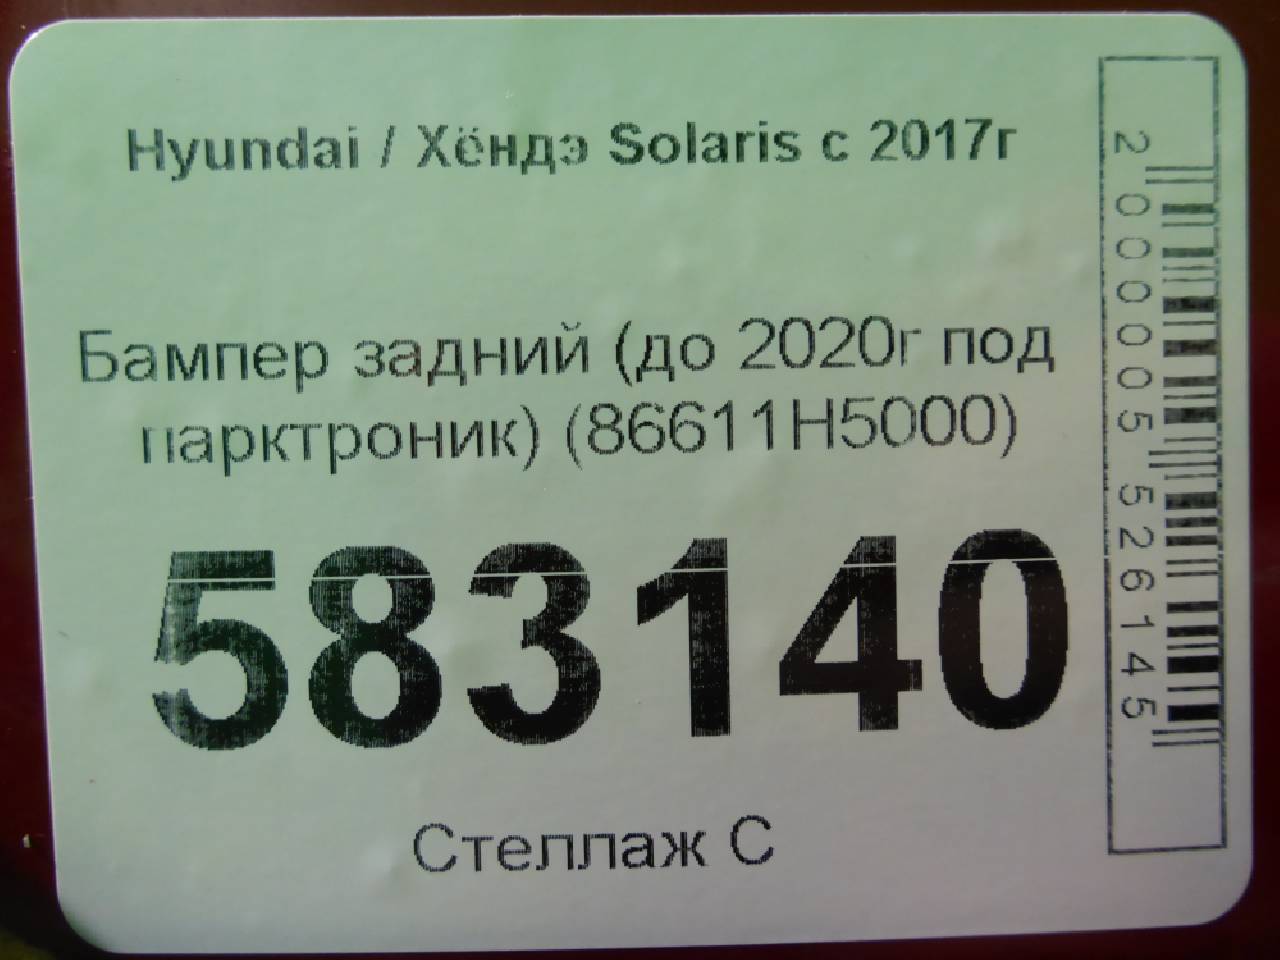 Hyundai / Хёндэ Solaris с 2017г
Бампер задний (до 2020г под
парктроник) (86611H5000)
583140
Стеллаж С
2000005526145